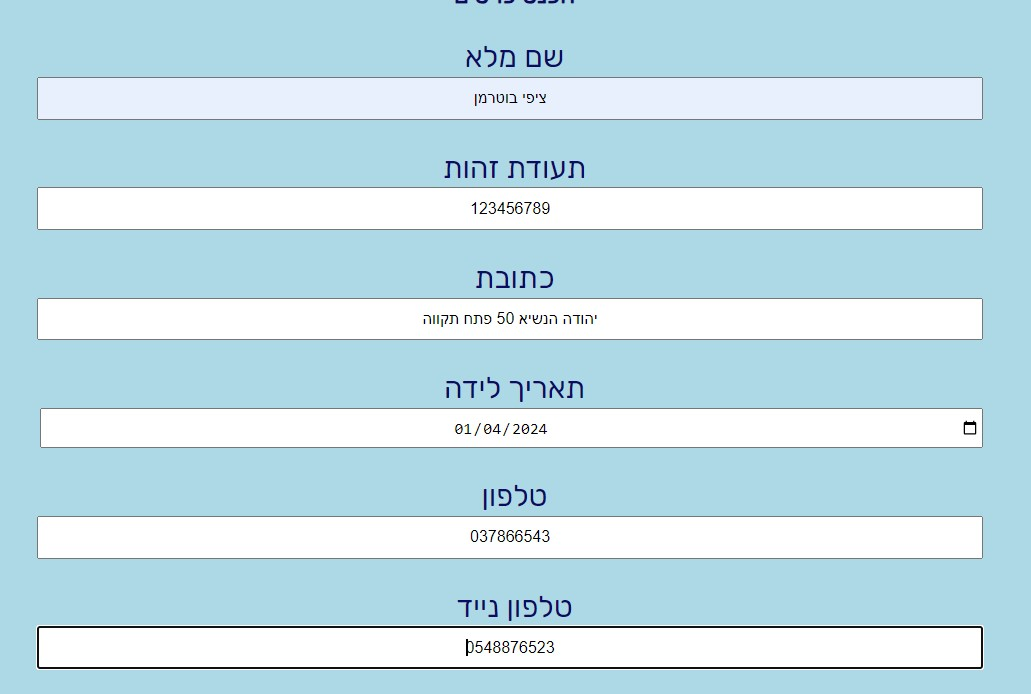 שם מלא
ציפי בוטרמן
תעודת זהות
123456789
כתובת
יהודה הנשיא 50 פתח תקווה
תאריך לידה
01/04/2024
טלפון
037866543
טלפון נייד
0548876523